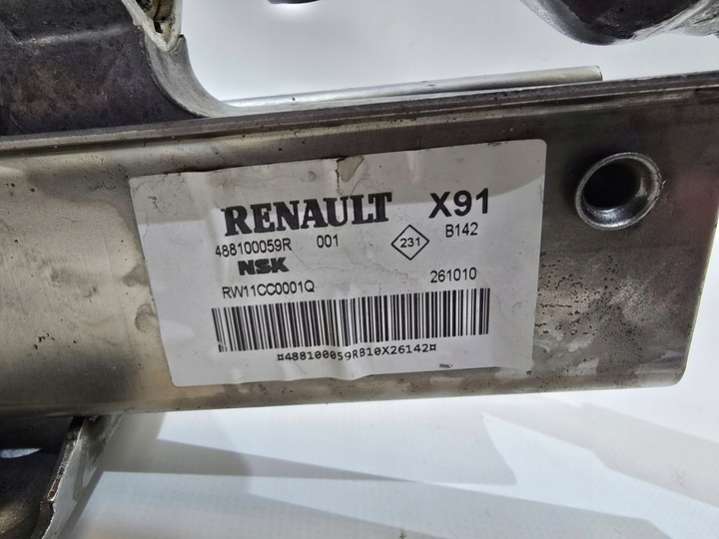 RENAULT X91
488100059R 001 231 B142
NSK
RW11CC0001Q 261010
¤488100059RB10X26142¤